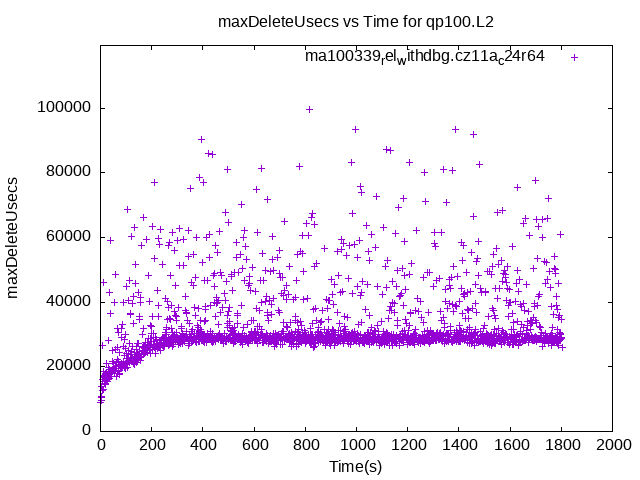 maxDeleteUsecs vs Time for qp100.L2
ma100339relwithdbg.cz11ac24r64
maxDeleteUsecs
100000
80000
60000
40000
20000
0
0 200 400 600 800 1000 1200 1400 1600 1800 2000
Time(s)